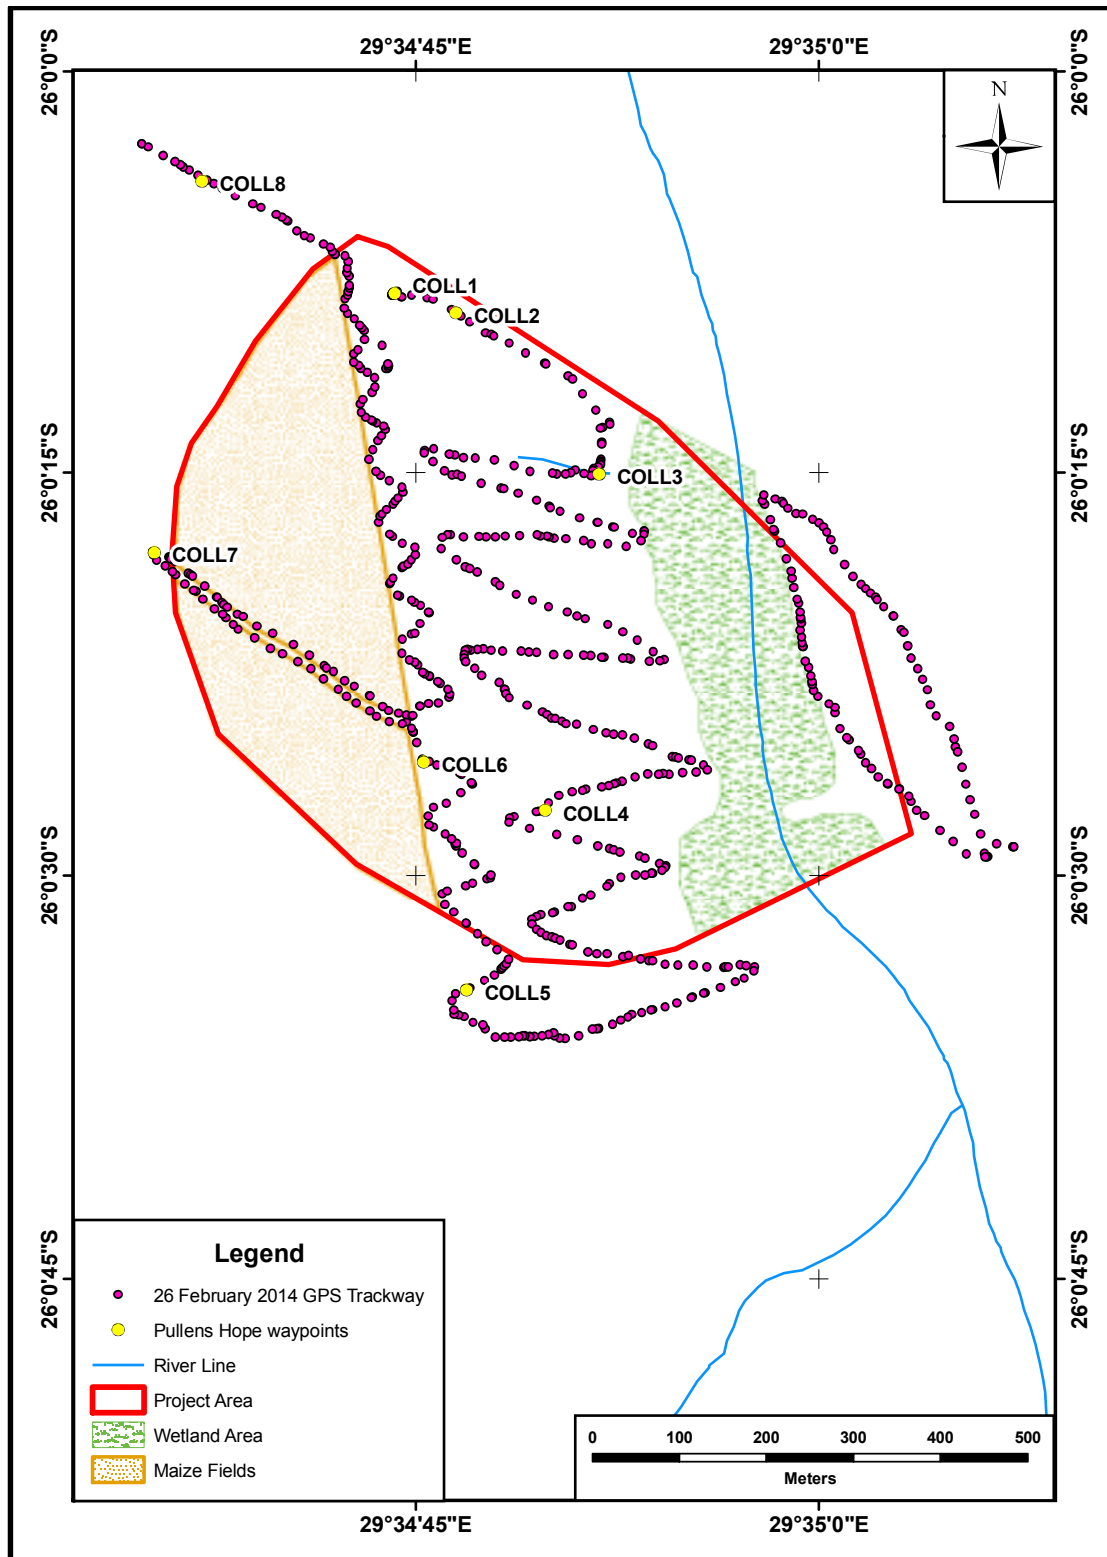 29°34'45"E
29°35'0"E
26°0'0"S
26°0'0"S
N
COLL8
COLL1
COLL2
26°0'15"S
COLL3
26°0'15"S
COLL7
COLL6
COLL4
26°0'30"S
26°0'30"S
COLL5
26°0'45"S
26°0'45"S
Legend
26 February 2014 GPS Trackway
Pullens Hope waypoints
River Line
Project Area
Wetland Area
Maize Fields
0 100 200 300 400 500
Meters
29°34'45"E
29°35'0"E